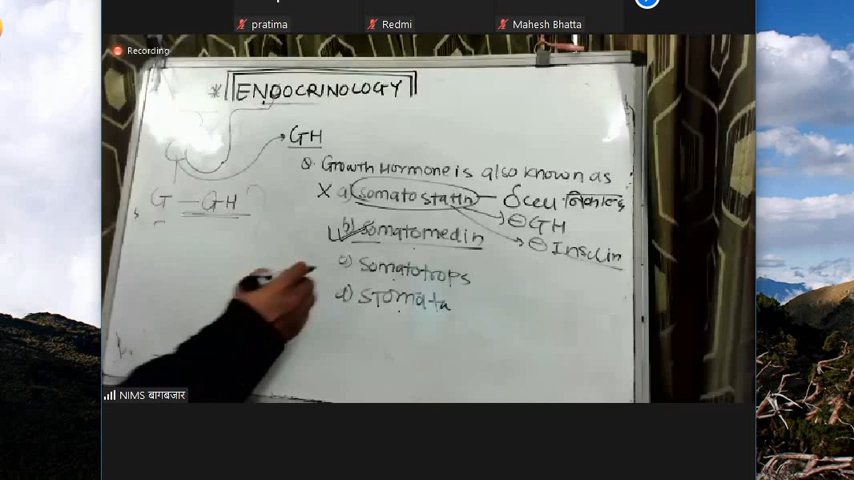 pratima
Redmi
Mahesh Bhatta
Recording
* ENDOCRINOLOGY
GH
Q. Growth Hormone is also known as
X a) Somatostatin – δ cell
G – GH
⊖ GH
b) Somatomedin
⊖ Insulin
c) Somatotrops
d) Stomata
NIMS बागबजार